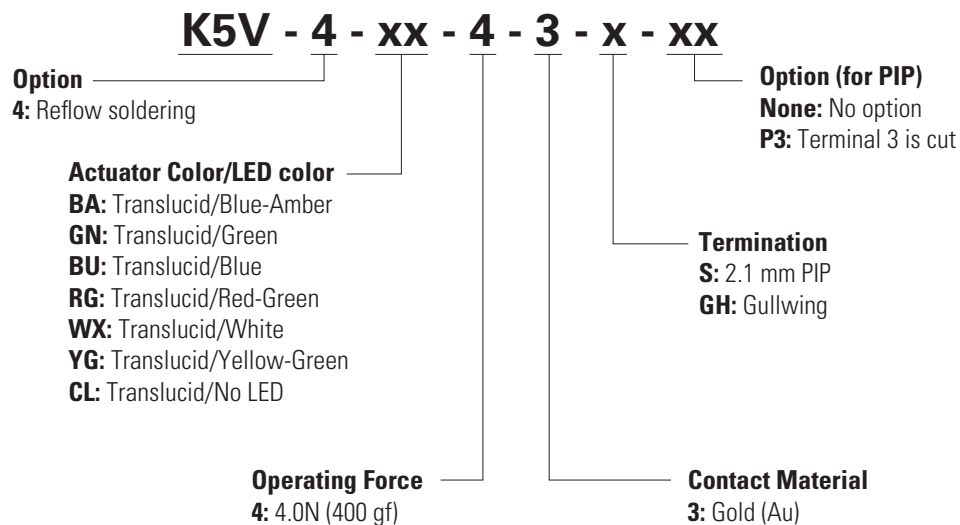 K5V - 4 - xx - 4 - 3 - x - xx
Option
4: Reflow soldering
Option (for PIP)
None: No option
P3: Terminal 3 is cut
Actuator Color/LED color
BA: Translucid/Blue-Amber
GN: Translucid/Green
BU: Translucid/Blue
RG: Translucid/Red-Green
WX: Translucid/White
YG: Translucid/Yellow-Green
CL: Translucid/No LED
Termination
S: 2.1 mm PIP
GH: Gullwing
Operating Force
4: 4.0N (400 gf)
Contact Material
3: Gold (Au)